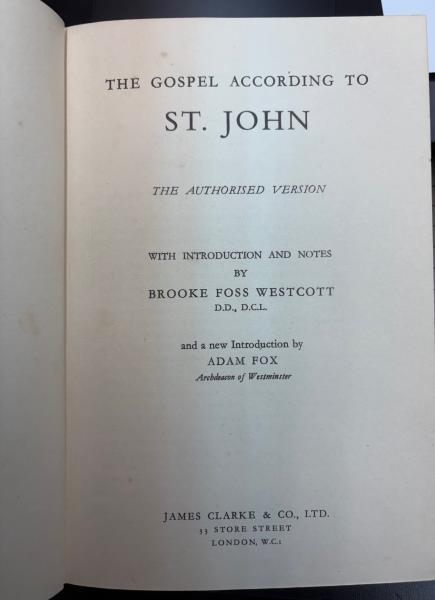 THE GOSPEL ACCORDING TO
ST. JOHN
THE AUTHORISED VERSION
WITH INTRODUCTION AND NOTES
BY
BROOKE FOSS WESTCOTT
D.D., D.C.L.
and a new Introduction by
ADAM FOX
Archdeacon of Westminster
JAMES CLARKE & CO., LTD.
33 STORE STREET
LONDON, W.C.1